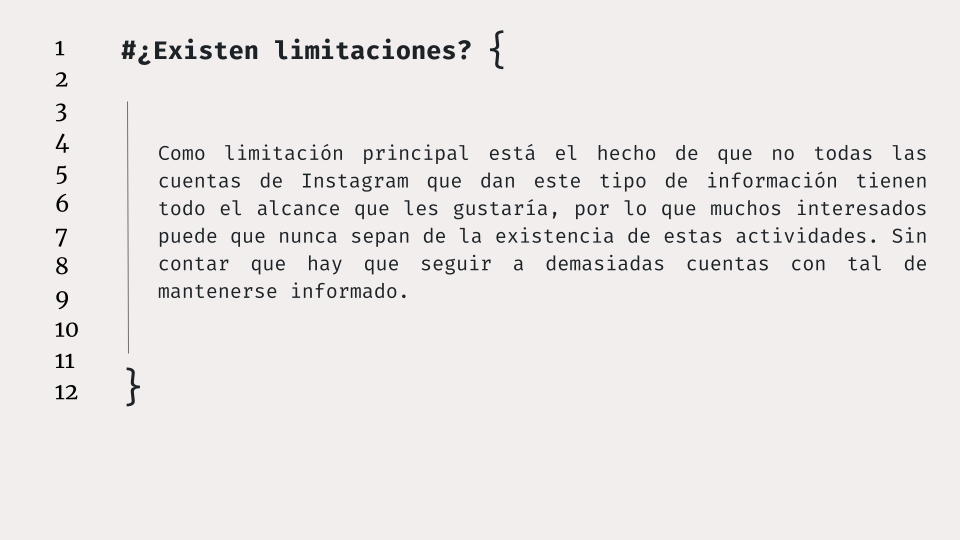 1
#¿Existen limitaciones? {
2
3
4
Como limitación principal está el hecho de que no todas las
5
cuentas de Instagram que dan este tipo de información tienen
6
todo el alcance que les gustaría, por lo que muchos interesados
7
puede que nunca sepan de la existencia de estas actividades. Sin
8
contar que hay que seguir a demasiadas cuentas con tal de
9
mantenerse informado.
10
11
12
}